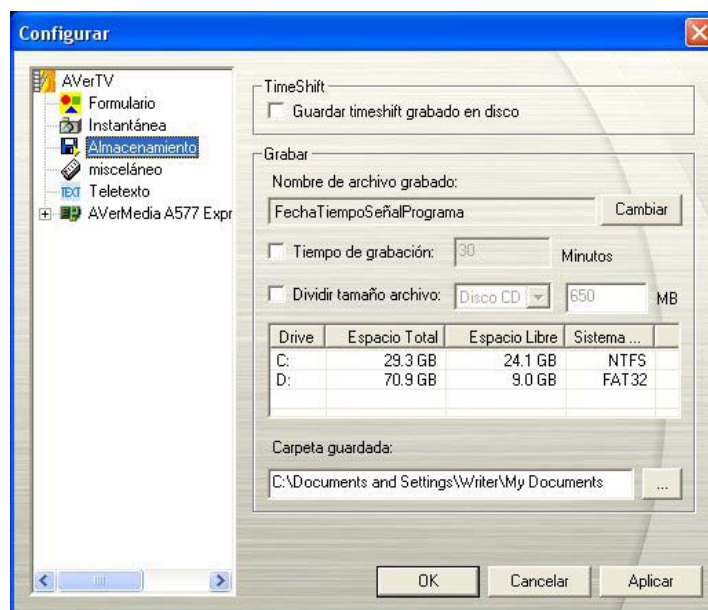 Configurar
AVerTV
Formulario
Instantánea
Almacenamiento
misceláneo
TEXT Teletexto
AVerMedia A577 Expr
TimeShift
Guardar timeshift grabado en disco
Grabar
Nombre de archivo grabado:
FechaTiempoSeñalPrograma Cambiar
Tiempo de grabación: 30 Minutos
Dividir tamaño archivo: Disco CD 650 MB
Drive Espacio Total Espacio Libre Sistema ...
C: 29.3 GB 24.1 GB NTFS
D: 70.9 GB 9.0 GB FAT32
Carpeta guardada:
C:\Documents and Settings\Writer\My Documents ...
OK Cancelar Aplicar